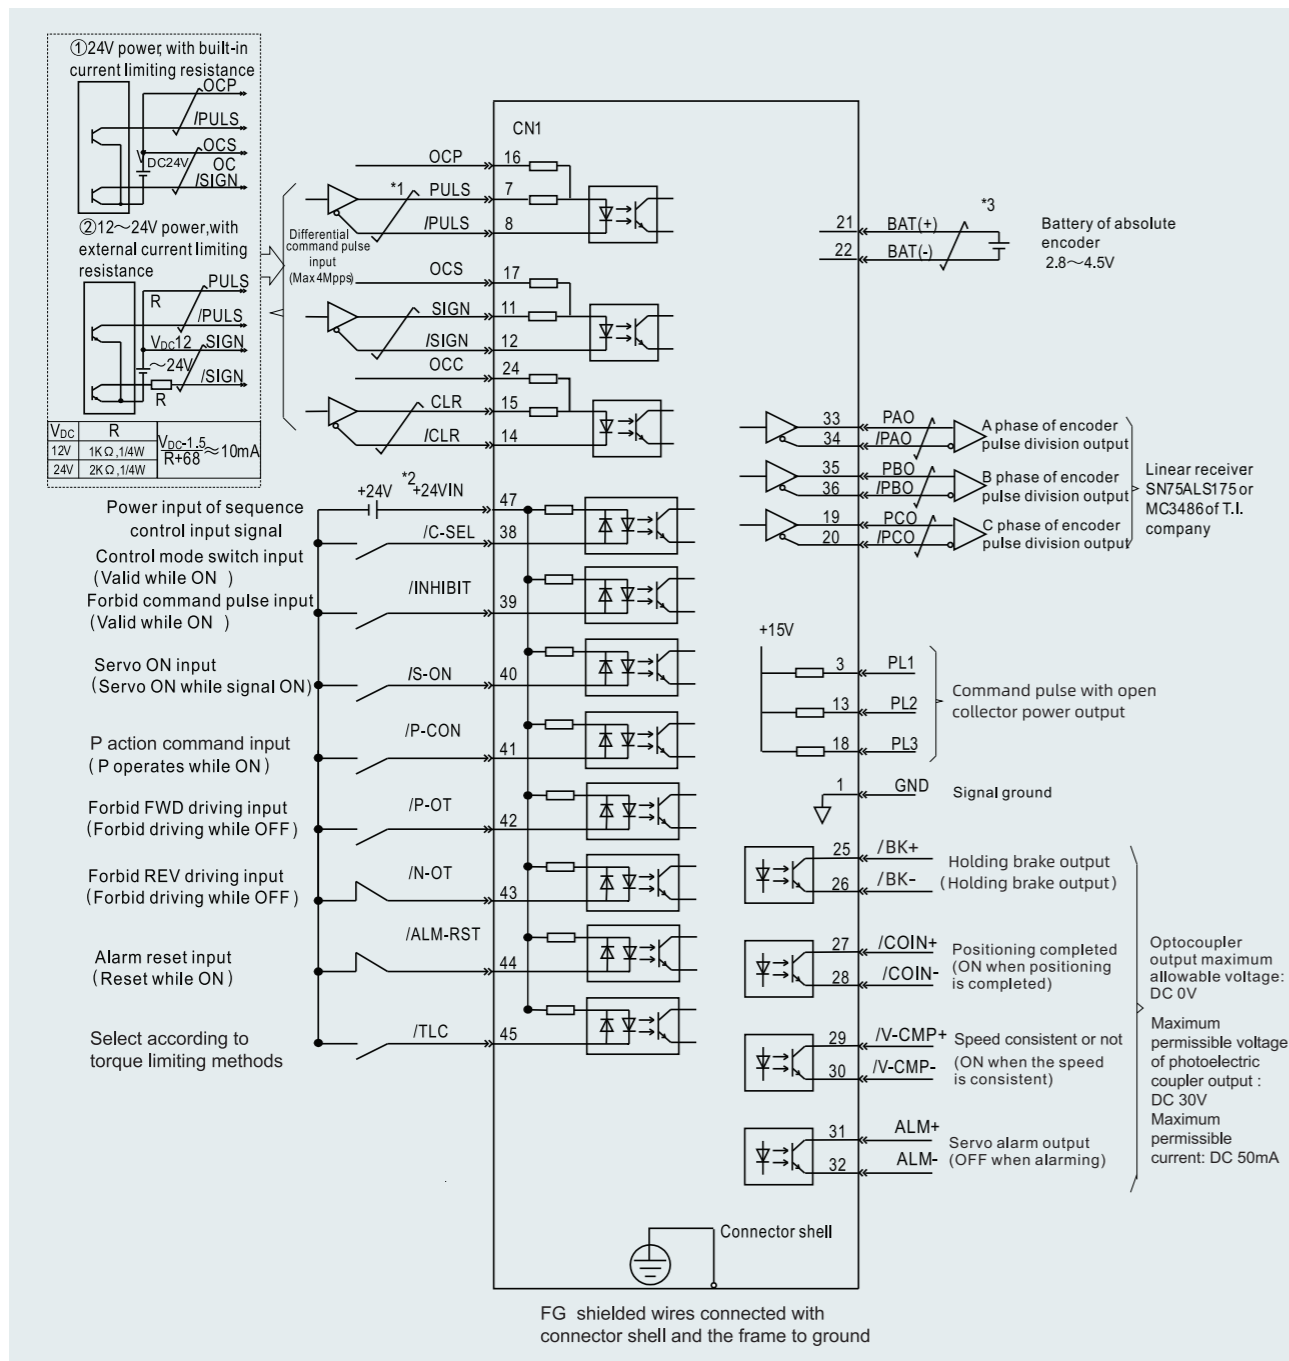 ①24V power, with built-in
current limiting resistance
OCP
/PULS
OCS
V
DC24V
OC
/SIGN
②12～24V power,with
external current limiting
resistance
PULS
R
/PULS
VDC12
SIGN
～24V
/SIGN
R
VDC R
12V 1KΩ,1/4W
24V 2KΩ,1/4W
VDC-1.5
R+68
≈10mA
Differential
command pulse
input
(Max4Mpps)
CN1
OCP 16
*1 PULS 7
/PULS 8
OCS 17
SIGN 11
/SIGN 12
OCC 24
CLR 15
/CLR 14
+24V *2 +24VIN 47
Power input of sequence
control input signal
/C-SEL 38
Control mode switch input
(Valid while ON )
/INHIBIT 39
Forbid command pulse input
(Valid while ON )
/S-ON 40
Servo ON input
(Servo ON while signal ON)
/P-CON 41
P action command input
( P operates while ON )
/P-OT 42
Forbid FWD driving input
(Forbid driving while OFF )
/N-OT 43
Forbid REV driving input
(Forbid driving while OFF )
/ALM-RST 44
Alarm reset input
(Reset while ON )
/TLC 45
Select according to
torque limiting methods
21 BAT(+) *3
22 BAT(-)
Battery of absolute
encoder
2.8～4.5V
33 PAO
34 /PAO
A phase of encoder
pulse division output
35 PBO
36 /PBO
B phase of encoder
pulse division output
19 PCO
20 /PCO
C phase of encoder
pulse division output
Linear receiver
SN75ALS175 or
MC3486 of T.I.
company
+15V
3 PL1
13 PL2
18 PL3
Command pulse with open
collector power output
1 GND Signal ground
25 /BK+
26 /BK-
Holding brake output
(Holding brake output)
27 /COIN+
28 /COIN-
Positioning completed
(ON when positioning
is completed)
29 /V-CMP+
30 /V-CMP-
Speed consistent or not
(ON when the speed
is consistent)
31 ALM+
32 ALM-
Servo alarm output
(OFF when alarming)
Optocoupler
output maximum
allowable voltage:
DC 0V
Maximum
permissible voltage
of photoelectric
coupler output :
DC 30V
Maximum
permissible
current: DC 50mA
Connector shell
FG shielded wires connected with
connector shell and the frame to ground